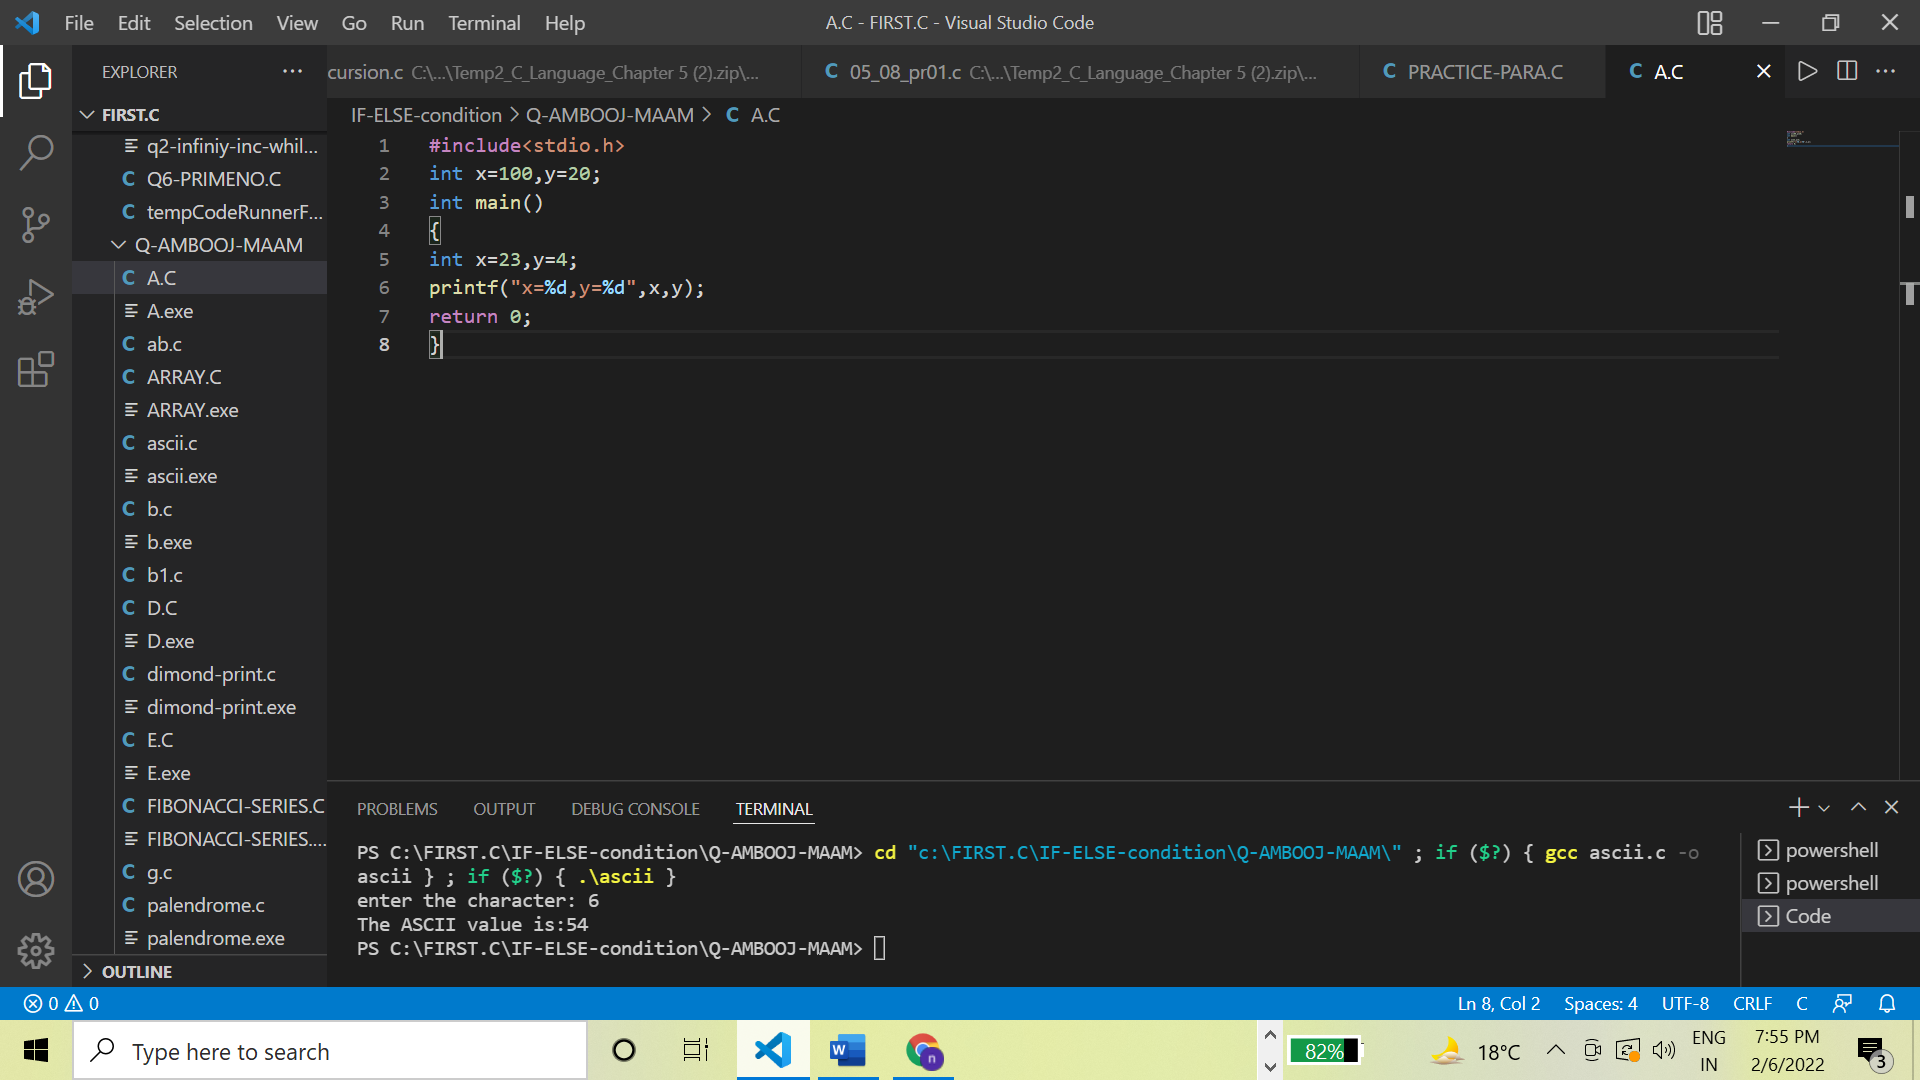 File Edit Selection View Go Run Terminal Help
A.C - FIRST.C - Visual Studio Code
EXPLORER
cursion.c C:\...\Temp2_C_Language_Chapter 5 (2).zip\...
C 05_08_pr01.c C:\...\Temp2_C_Language_Chapter 5 (2).zip\...
C PRACTICE-PARA.C
C A.C
FIRST.C
q2-infiniy-inc-whil...
C Q6-PRIMENO.C
C tempCodeRunnerF...
Q-AMBOOJ-MAAM
C A.C
A.exe
C ab.c
C ARRAY.C
ARRAY.exe
C ascii.c
ascii.exe
C b.c
b.exe
C b1.c
C D.C
D.exe
C dimond-print.c
dimond-print.exe
C E.C
E.exe
C FIBONACCI-SERIES.C
FIBONACCI-SERIES....
C g.c
C palendrome.c
palendrome.exe
OUTLINE
IF-ELSE-condition > Q-AMBOOJ-MAAM > C A.C
1 #include<stdio.h>
2 int x=100,y=20;
3 int main()
4 {
5 int x=23,y=4;
6 printf("x=%d,y=%d",x,y);
7 return 0;
8 }
PROBLEMS OUTPUT DEBUG CONSOLE TERMINAL
PS C:\FIRST.C\IF-ELSE-condition\Q-AMBOOJ-MAAM> cd "c:\FIRST.C\IF-ELSE-condition\Q-AMBOOJ-MAAM\" ; if ($?) { gcc ascii.c -o
ascii } ; if ($?) { .\ascii }
enter the character: 6
The ASCII value is:54
PS C:\FIRST.C\IF-ELSE-condition\Q-AMBOOJ-MAAM>
powershell
powershell
Code
0 0
Ln 8, Col 2 Spaces: 4 UTF-8 CRLF C
Type here to search
W
n
82%
18°C
ENG
IN
7:55 PM
2/6/2022
3